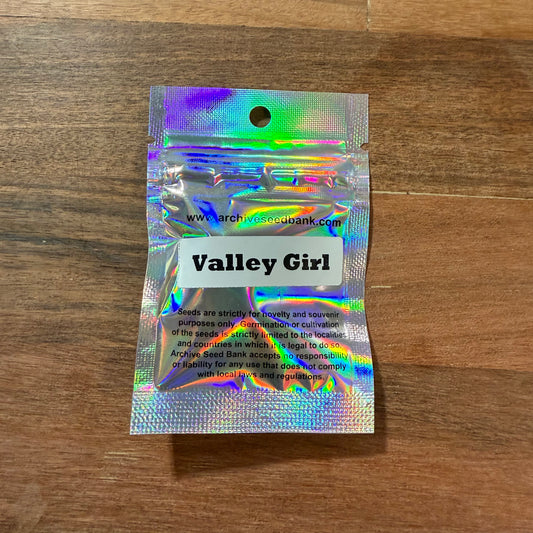 www.archiveseedbank.com
Valley Girl
Seeds are strictly for novelty and souvenir
purposes only. Germination or cultivation
of the seeds is strictly limited to the localities
and countries in which it is legal to do so.
Archive Seed Bank accepts no responsibility
or liability for any use that does not comply
with local laws and regulations.